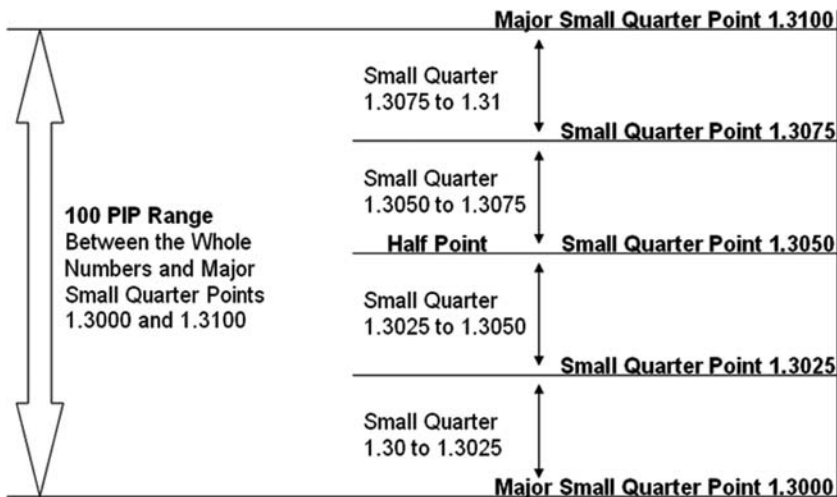 Major Small Quarter Point 1.3100
Small Quarter
1.3075 to 1.31
Small Quarter Point 1.3075
Small Quarter
1.3050 to 1.3075
100 PIP Range
Between the Whole
Numbers and Major
Small Quarter Points
1.3000 and 1.3100
Half Point
Small Quarter Point 1.3050
Small Quarter
1.3025 to 1.3050
Small Quarter Point 1.3025
Small Quarter
1.30 to 1.3025
Major Small Quarter Point 1.3000